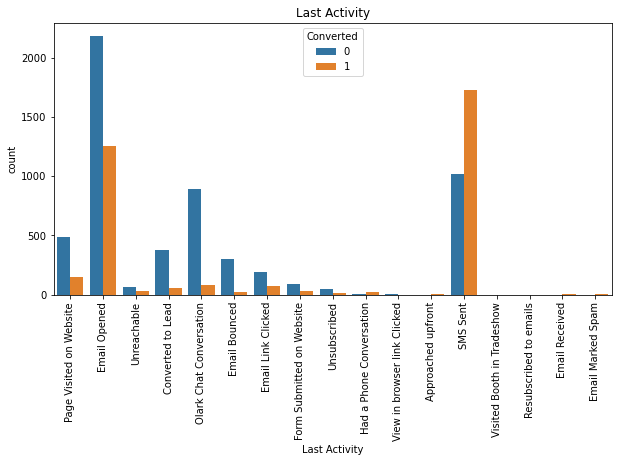 Last Activity
Converted
0
1
count
2000
1500
1000
500
0
Page Visited on Website
Email Opened
Unreachable
Converted to Lead
Olark Chat Conversation
Email Bounced
Email Link Clicked
Form Submitted on Website
Unsubscribed
Had a Phone Conversation
View in browser link Clicked
Approached upfront
SMS Sent
Visited Booth in Tradeshow
Resubscribed to emails
Email Received
Email Marked Spam
Last Activity